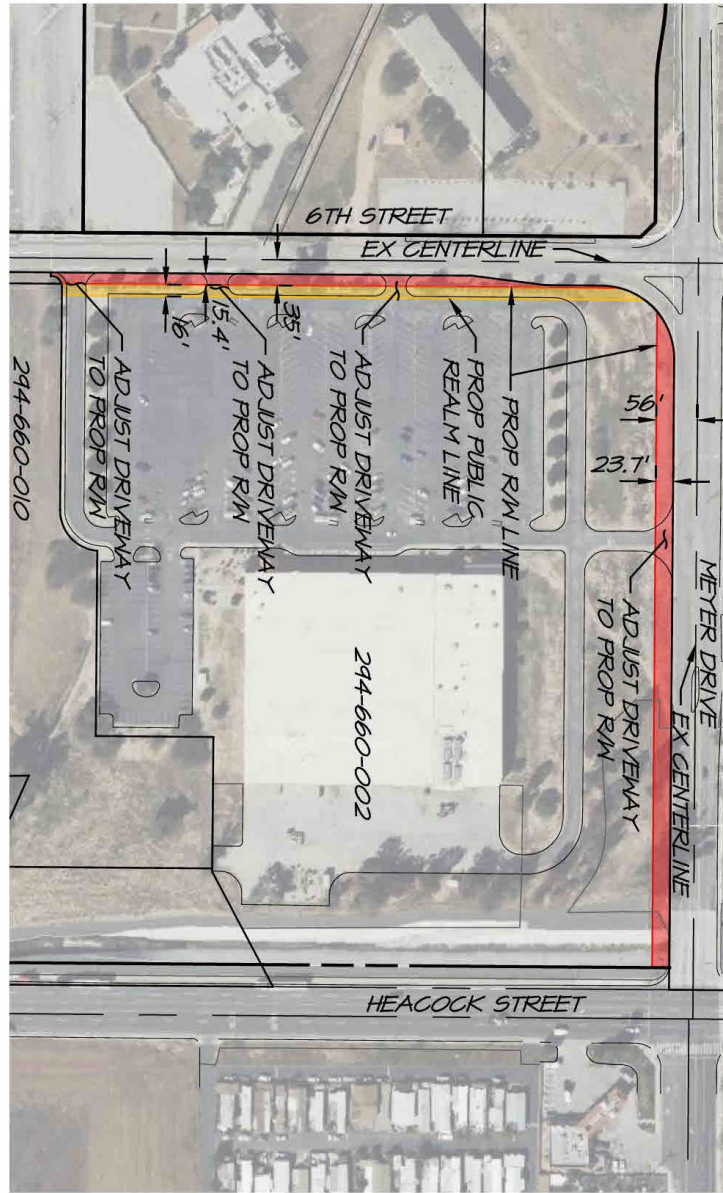 6TH STREET
EX CENTERLINE
35'
15.4'
16'
ADJUST DRIVEWAY
TO PROP R/W
ADJUST DRIVEWAY
TO PROP R/W
ADJUST DRIVEWAY
TO PROP R/W
PROP PUBLIC
REALM LINE
PROP R/W LINE
56'
23.7'
MEYER DRIVE
EX CENTERLINE
ADJUST DRIVEWAY
TO PROP R/W
294-660-010
294-660-002
HEACOCK STREET